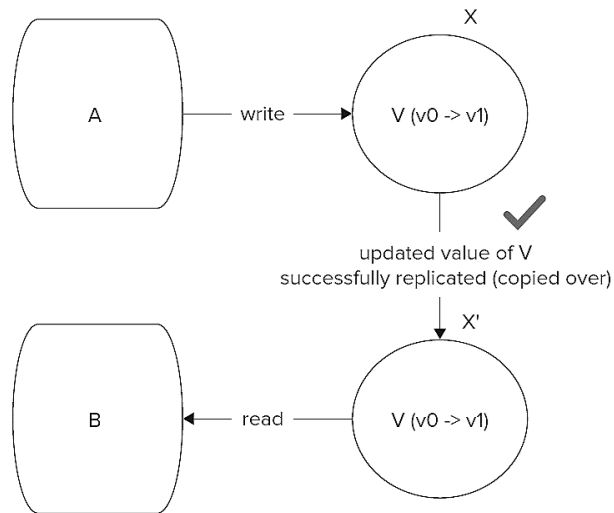 X
A
write
V (v0 -> v1)
updated value of V
successfully replicated (copied over)
X'
B
read
V (v0 -> v1)